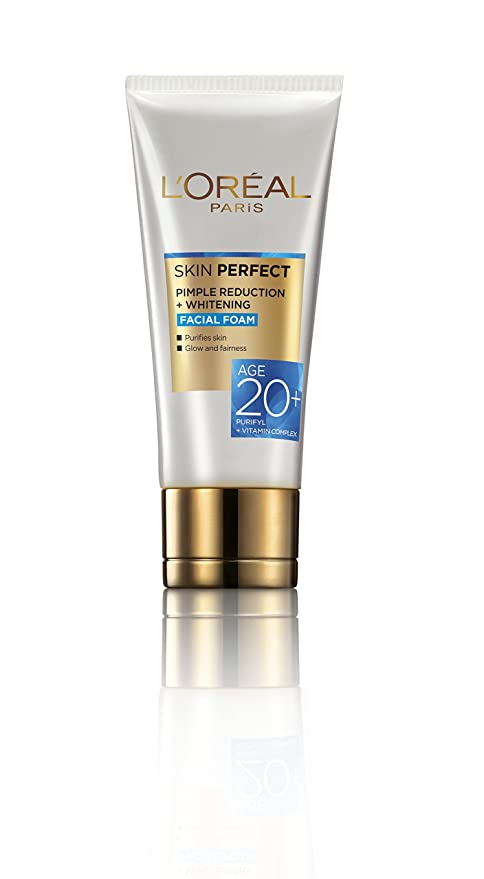 L'ORÉAL
PARiS
SKIN PERFECT
PIMPLE REDUCTION
+ WHITENING
FACIAL FOAM
Purifies skin
Glow and fairness
AGE
20+
PURIFYL
+ VITAMIN COMPLEX